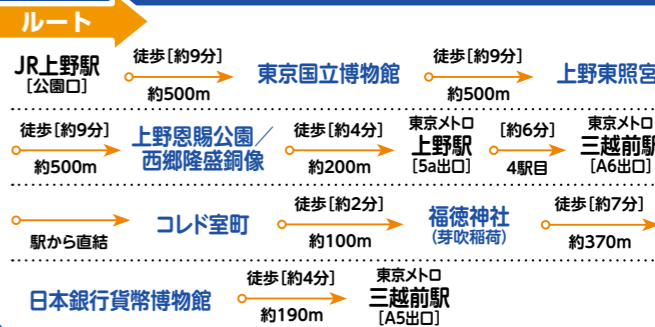 ルート
JR上野駅
[公園口]
徒歩[約9分]
約500m
東京国立博物館
徒歩[約9分]
約500m
上野東照宮
徒歩[約9分]
約500m
上野恩賜公園/
西郷隆盛銅像
徒歩[約4分]
約200m
東京メトロ
上野駅
[5a出口]
[約6分]
4駅目
東京メトロ
三越前駅
[A6出口]
駅から直結
コレド室町
徒歩[約2分]
約100m
福徳神社
(芽吹稲荷)
徒歩[約7分]
約370m
日本銀行貨幣博物館
徒歩[約4分]
約190m
東京メトロ
三越前駅
[A5出口]